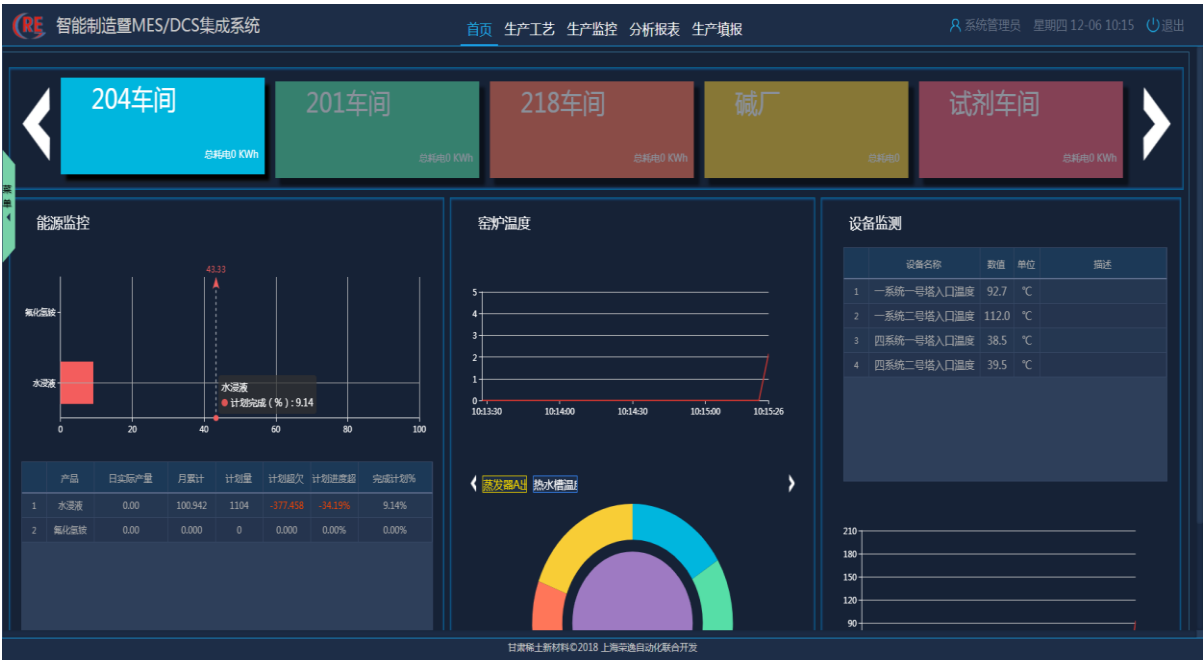 CRE 智能制造暨MES/DCS集成系统
首页 生产工艺 生产监控 分析报表 生产填报
系统管理员 星期四 12-06 10:15 退出
204车间
总耗电0 KWh
201车间
总耗电0 KWh
218车间
总耗电0 KWh
碱厂
总耗电0
试剂车间
总耗电0 KWh
菜单
能源监控
43.33
氟化氢铵
水浸液
水浸液
计划完成(%):9.14
0 20 40 60 80 100
产品 日实际产量 月累计 计划量 计划超欠 计划进度超 完成计划%
1 水浸液 0.00 100.942 1104 -377.458 -34.19% 9.14%
2 氟化氢铵 0.00 0.000 0 0.000 0.00% 0.00%
窑炉温度
5
4
3
2
1
0
10:13:30 10:14:00 10:14:30 10:15:00 10:15:26
蒸发器A出 热水槽温度
设备监测
设备名称 数值 单位 描述
1 一系统一号塔入口温度 92.7 ℃
2 一系统二号塔入口温度 112.0 ℃
3 四系统一号塔入口温度 38.5 ℃
4 四系统二号塔入口温度 39.5 ℃
210
180
150
120
90
甘肃稀土新材料©2018 上海荣逸自动化联合开发